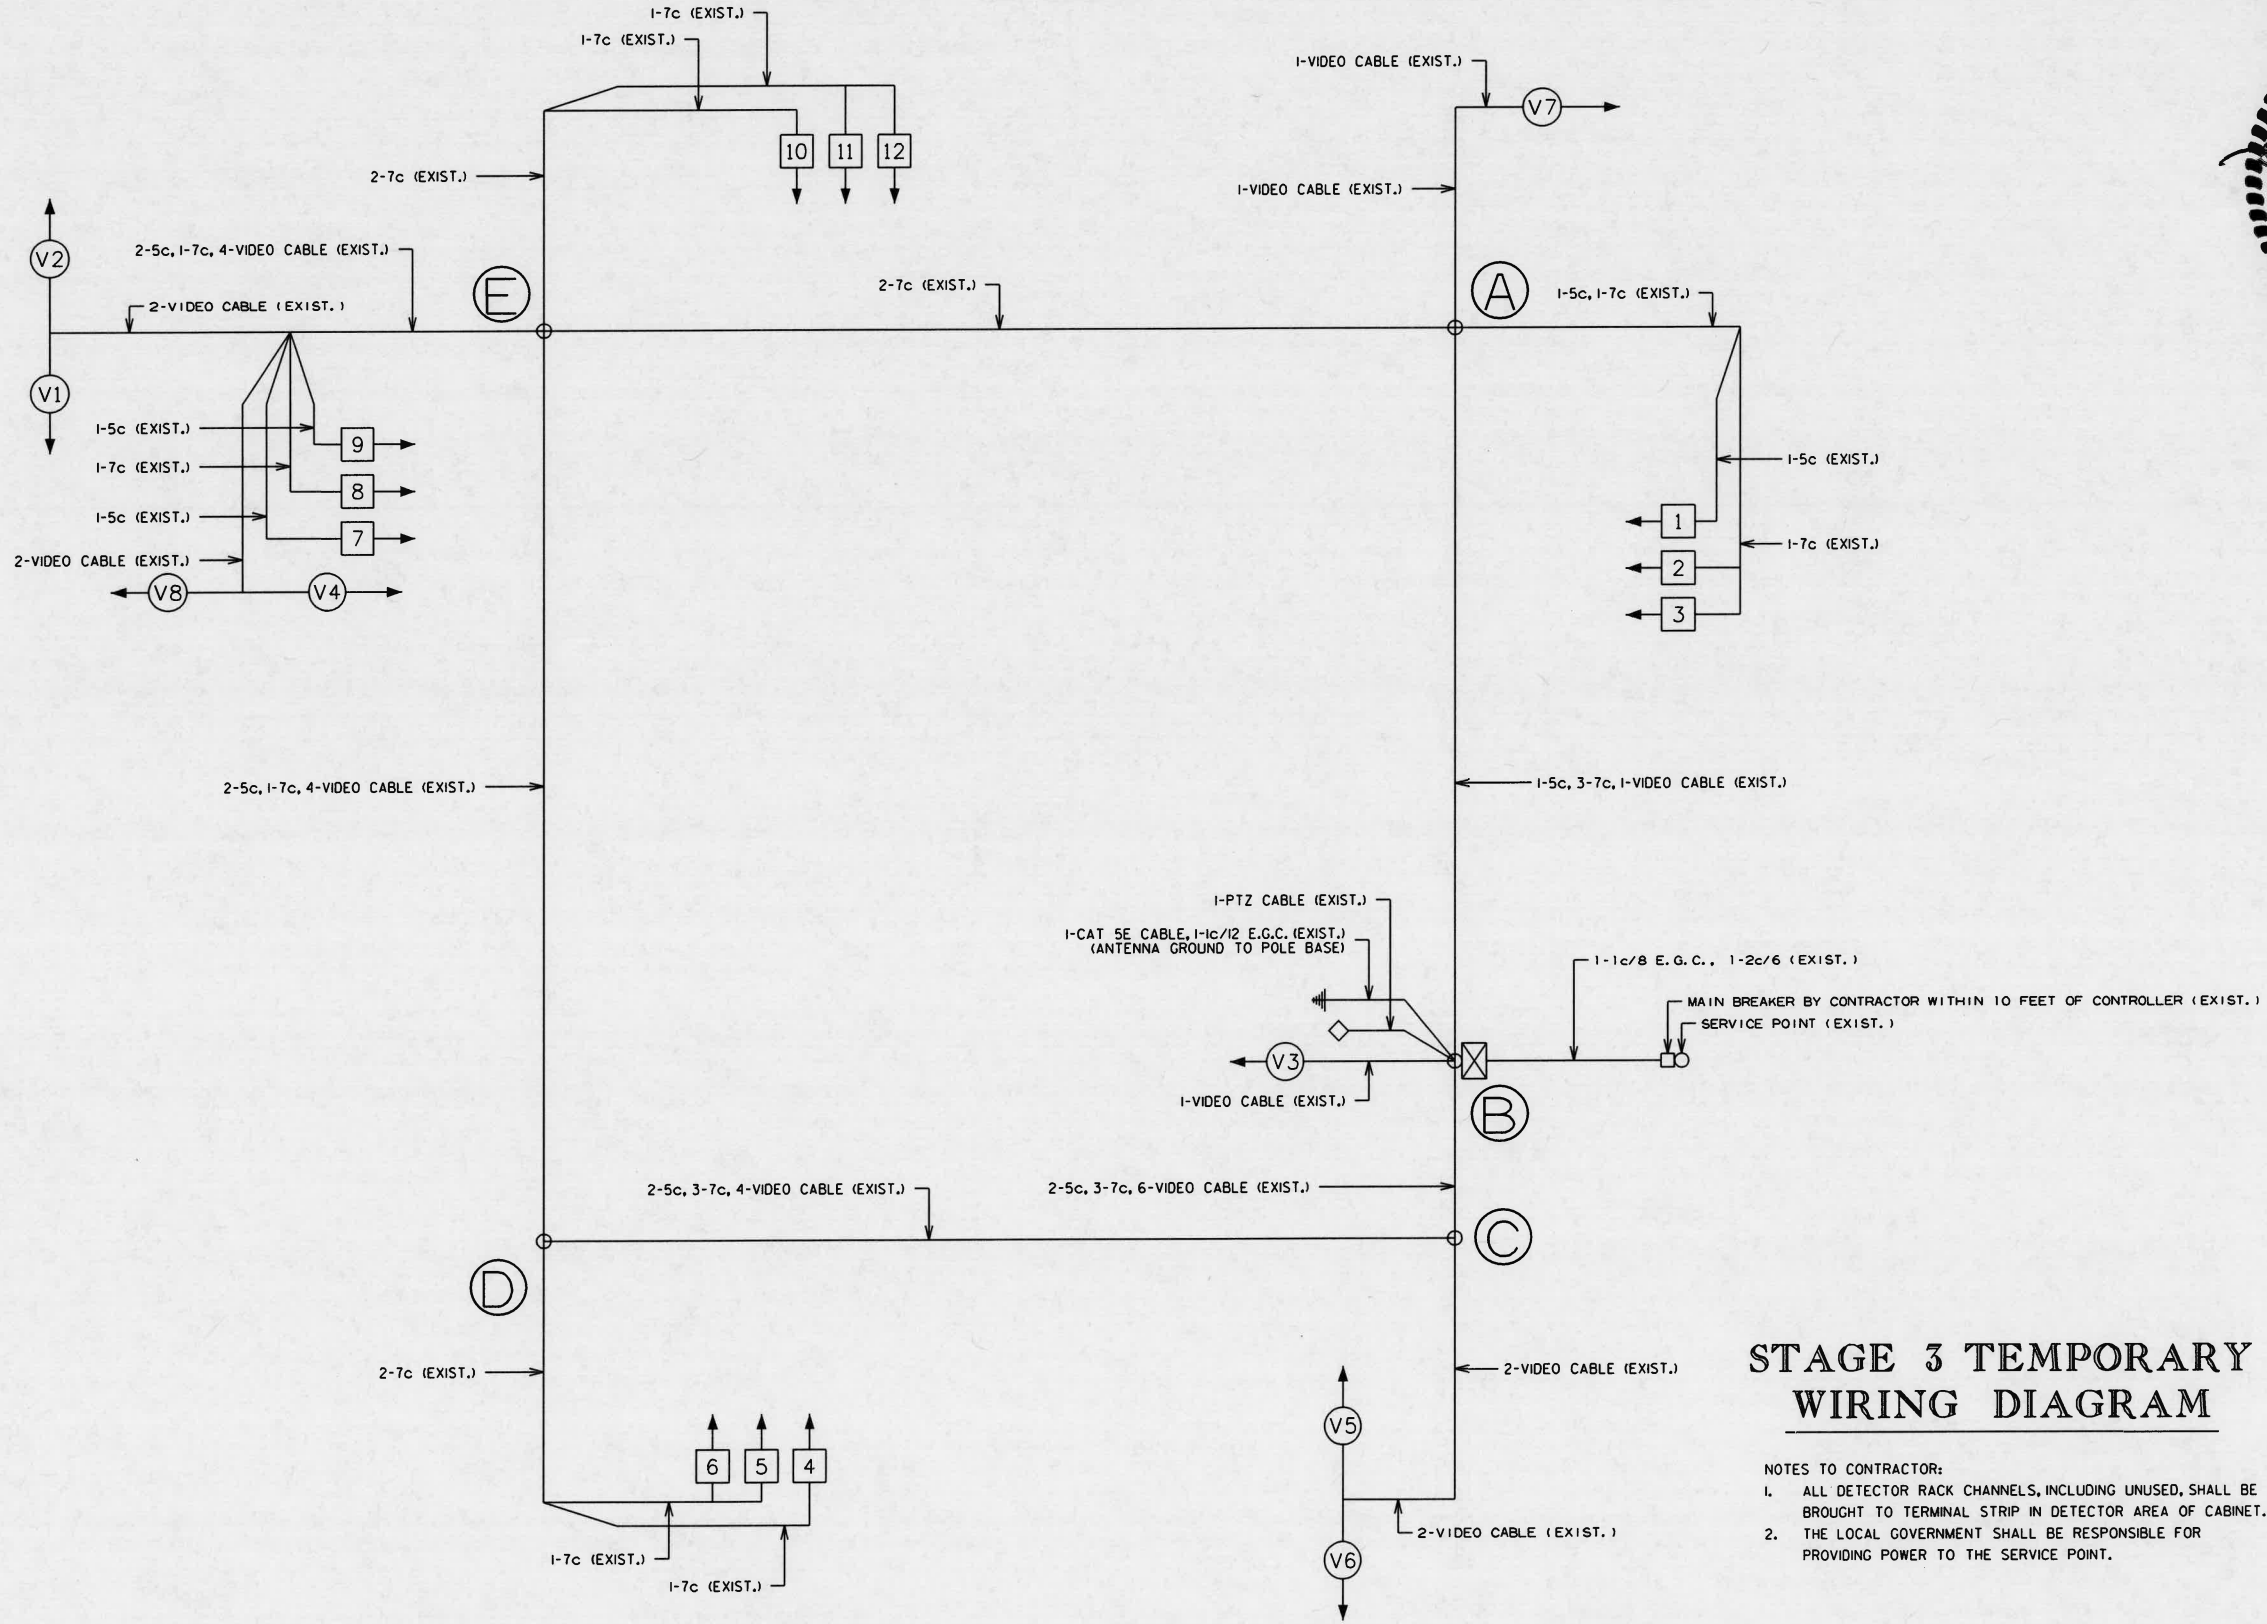 1-7c (EXIST.)
1-7c (EXIST.)
1-VIDEO CABLE (EXIST.)
V7
10 11 12
2-7c (EXIST.)
1-VIDEO CABLE (EXIST.)
V2
2-5c, 1-7c, 4-VIDEO CABLE (EXIST.)
E
2-7c (EXIST.)
A
1-5c, 1-7c (EXIST.)
2-VIDEO CABLE (EXIST.)
V1
1-5c (EXIST.)
9
1-7c (EXIST.)
8
1-5c (EXIST.)
7
2-VIDEO CABLE (EXIST.)
V8
V4
1-5c (EXIST.)
1
1-7c (EXIST.)
2
3
2-5c, 1-7c, 4-VIDEO CABLE (EXIST.)
1-5c, 3-7c, 1-VIDEO CABLE (EXIST.)
1-PTZ CABLE (EXIST.)
1-CAT 5E CABLE, 1-1c/12 E.G.C. (EXIST.)
(ANTENNA GROUND TO POLE BASE)
1-1c/8 E.G.C., 1-2c/6 (EXIST.)
MAIN BREAKER BY CONTRACTOR WITHIN 10 FEET OF CONTROLLER (EXIST.)
SERVICE POINT (EXIST.)
V3
1-VIDEO CABLE (EXIST.)
B
2-5c, 3-7c, 4-VIDEO CABLE (EXIST.)
2-5c, 3-7c, 6-VIDEO CABLE (EXIST.)
C
D
2-7c (EXIST.)
2-VIDEO CABLE (EXIST.)
V5
6 5 4
2-VIDEO CABLE (EXIST.)
V6
1-7c (EXIST.)
1-7c (EXIST.)
STAGE 3 TEMPORARY
WIRING DIAGRAM
NOTES TO CONTRACTOR:
1. ALL DETECTOR RACK CHANNELS, INCLUDING UNUSED, SHALL BE
BROUGHT TO TERMINAL STRIP IN DETECTOR AREA OF CABINET.
2. THE LOCAL GOVERNMENT SHALL BE RESPONSIBLE FOR
PROVIDING POWER TO THE SERVICE POINT.